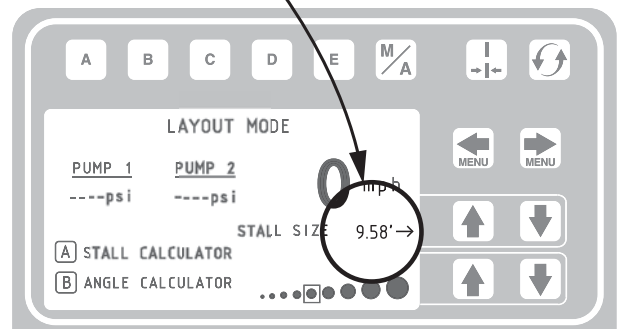 A B C D E M/A
LAYOUT MODE
MENU MENU
PUMP 1 PUMP 2 0 mph
----psi ----psi
STALL SIZE 9.58'→
A STALL CALCULATOR
B ANGLE CALCULATOR